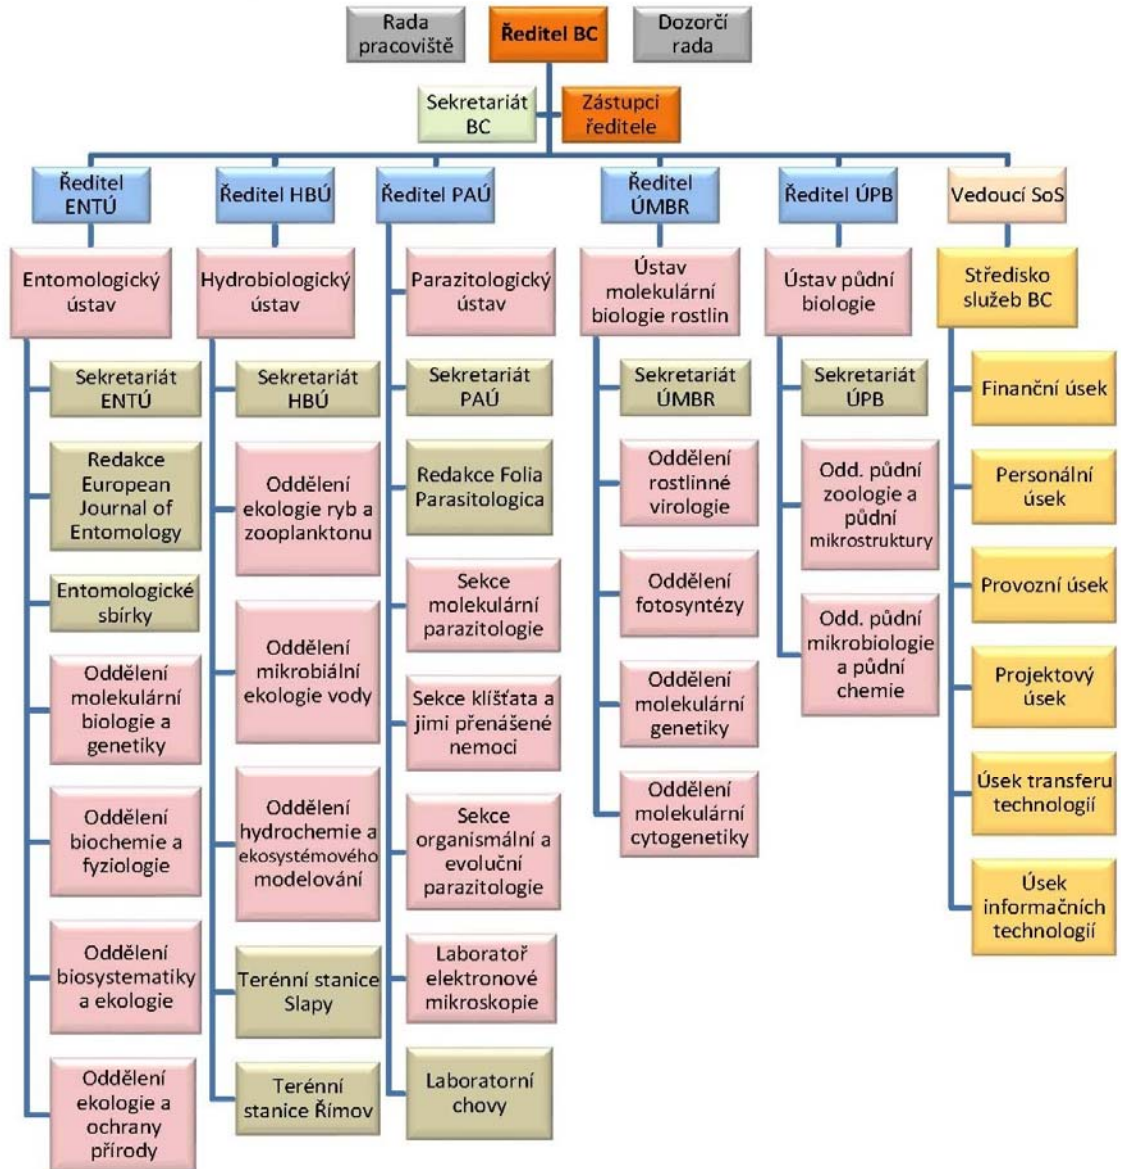 Rada
pracoviště
Ředitel BC
Dozorčí
rada
Sekretariát
BC
Zástupci
ředitele
Ředitel
ENTÚ
Ředitel HBÚ
Ředitel PAÚ
Ředitel
ÚMBR
Ředitel ÚPB
Vedoucí SoS
Entomologický
ústav
Sekretariát
ENTÚ
Redakce
European
Journal of
Entomology
Entomologické
sbírky
Oddělení
molekulární
biologie a
genetiky
Oddělení
biochemie a
fyziologie
Oddělení
biosystematiky
a ekologie
Oddělení
ekologie a
ochrany
přírody
Hydrobiologický
ústav
Sekretariát
HBÚ
Oddělení
ekologie ryb a
zooplanktonu
Oddělení
mikrobiální
ekologie vody
Oddělení
hydrochemie a
ekosystémového
modelování
Terénní stanice
Slapy
Terénní
stanice Římov
Parazitologický
ústav
Sekretariát
PAÚ
Redakce Folia
Parasitologica
Sekce
molekulární
parazitologie
Sekce klíšťata a
jimi přenášené
nemoci
Sekce
organismální a
evoluční
parazitologie
Laboratoř
elektronové
mikroskopie
Laboratorní
chovy
Ústav
molekulární
biologie rostlin
Sekretariát
ÚMBR
Oddělení
rostlinné
virologie
Oddělení
fotosyntézy
Oddělení
molekulární
genetiky
Oddělení
molekulární
cytogenetiky
Ústav půdní
biologie
Sekretariát
ÚPB
Odd. půdní
zoologie a
půdní
mikrostruktury
Odd. půdní
mikrobiologie
a půdní
chemie
Středisko
služeb BC
Finanční úsek
Personální
úsek
Provozní úsek
Projektový
úsek
Úsek transferu
technologií
Úsek
informačních
technologií